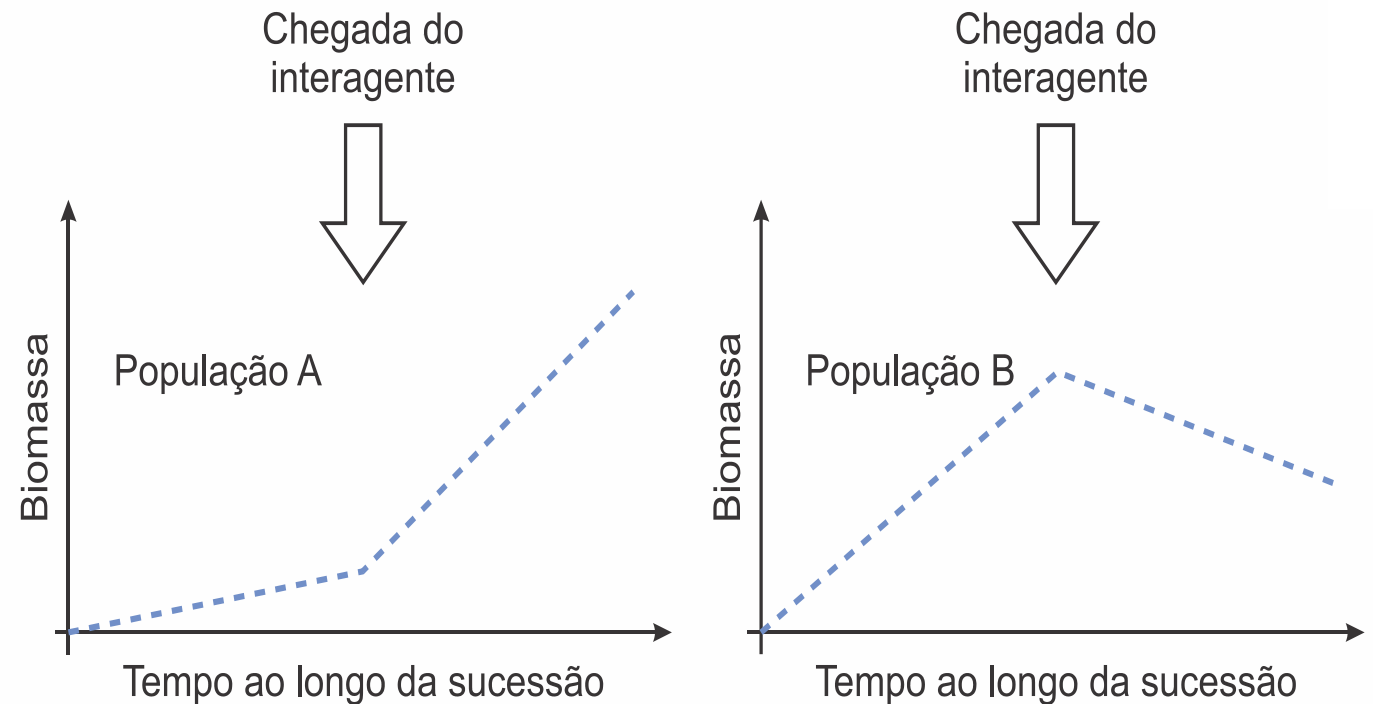 Chegada do
interagente
População A
Biomassa
Tempo ao longo da sucessão
Chegada do
interagente
População B
Biomassa
Tempo ao longo da sucessão